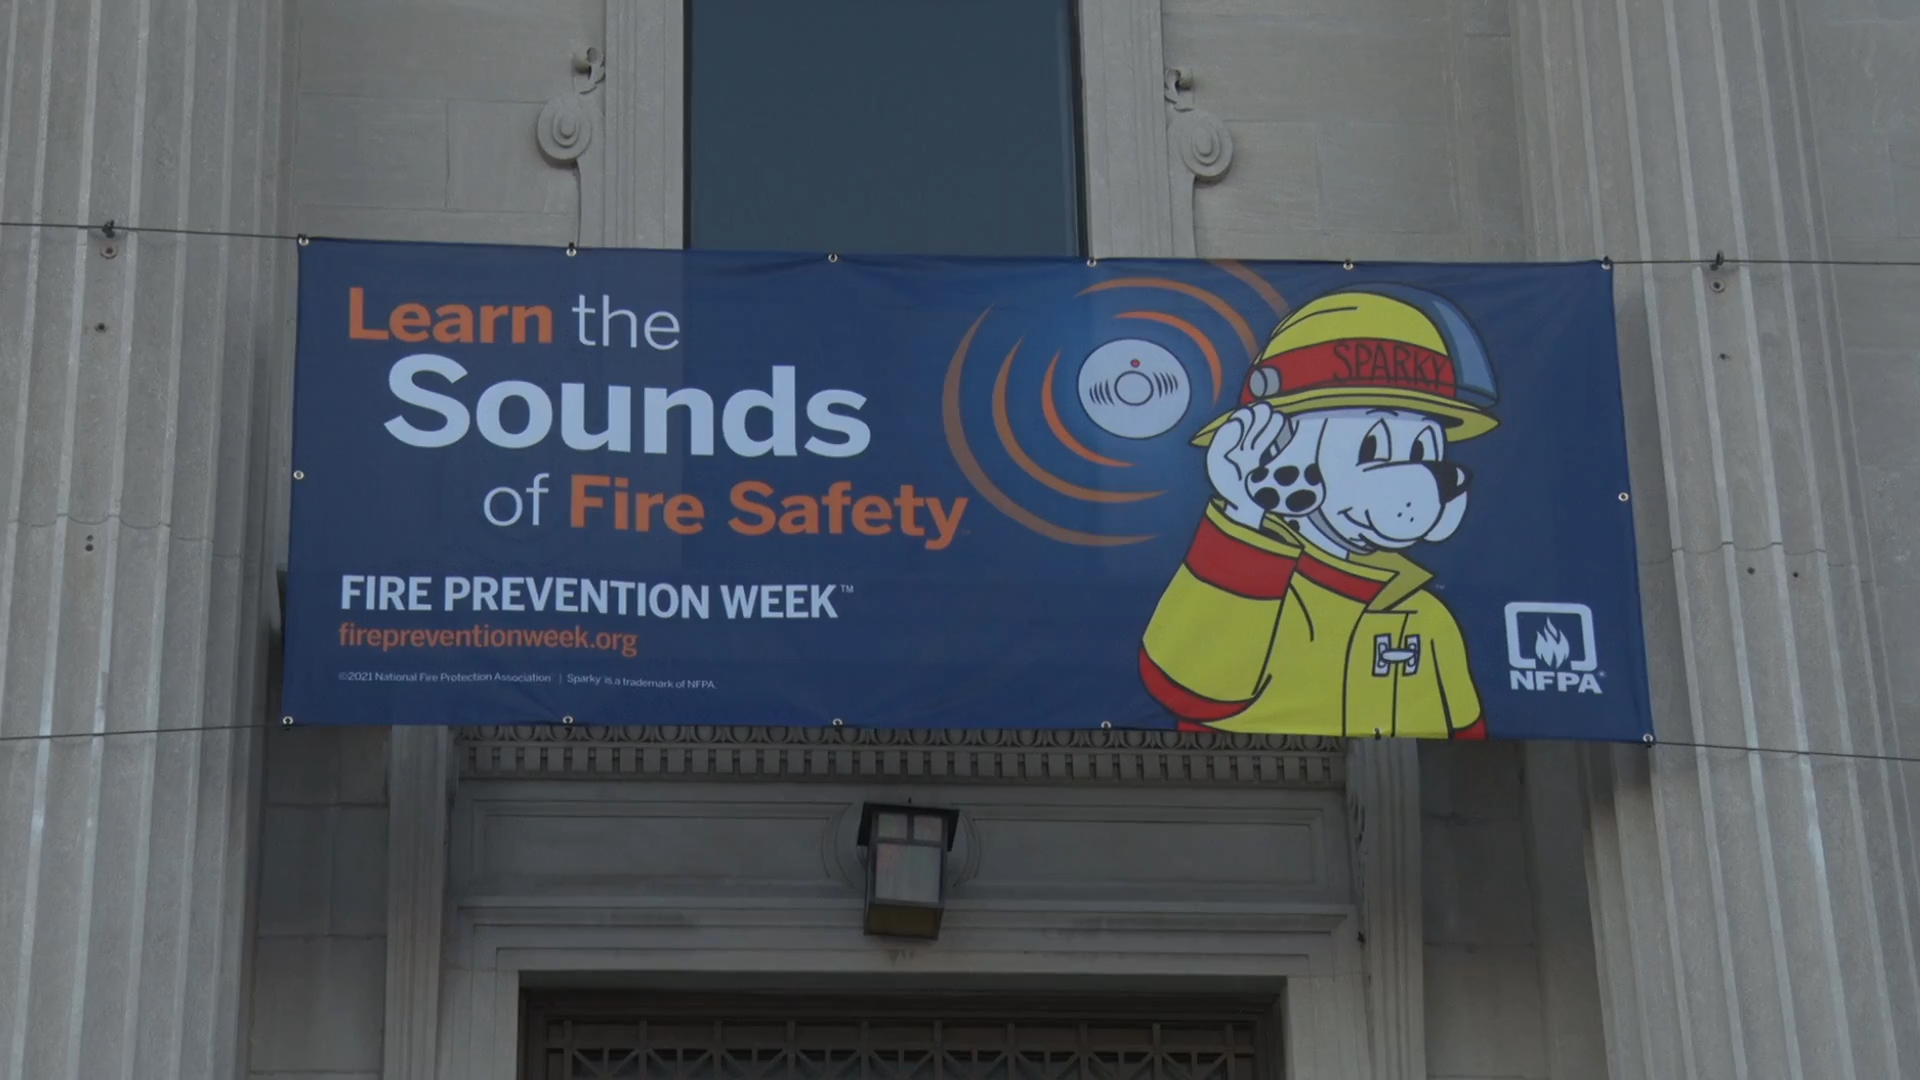 Learn the
Sounds
of Fire Safety
FIRE PREVENTION WEEK™
firepreventionweek.org
©2021 National Fire Protection Association | Sparky is a trademark of NFPA.
SPARKY
NFPA®